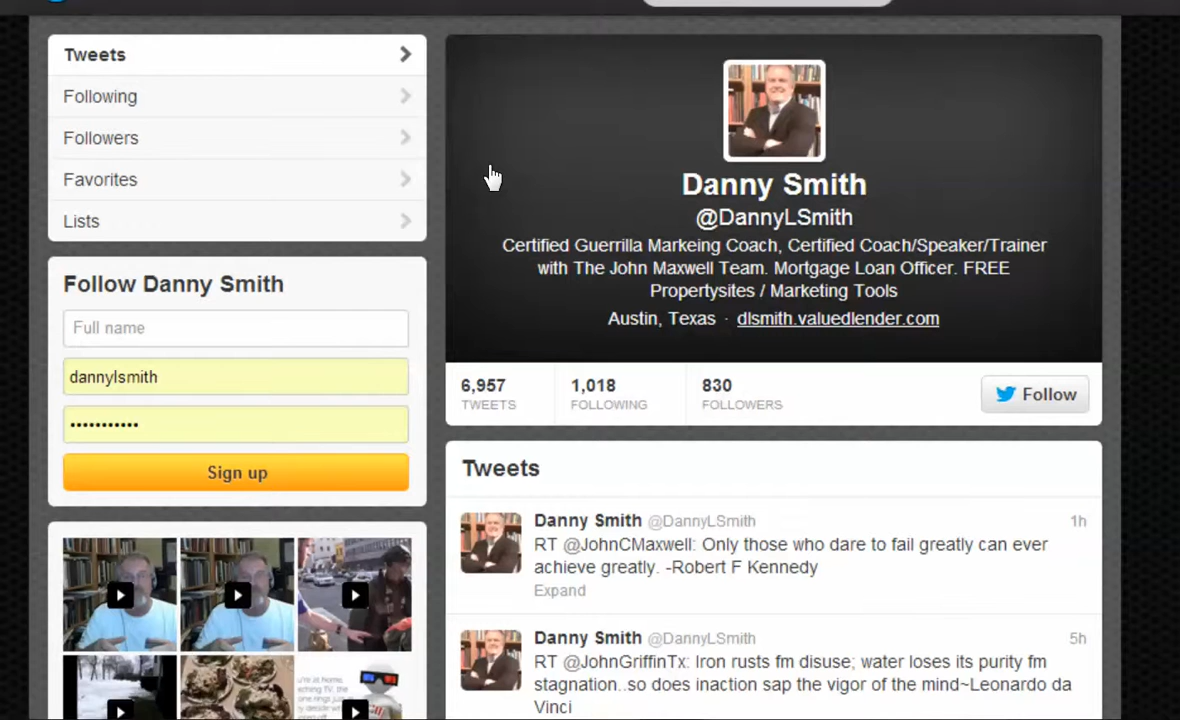 Tweets
Following
Followers
Favorites
Lists
Follow Danny Smith
Full name
dannylsmith
•••••••••••
Sign up
Danny Smith
@DannyLSmith
Certified Guerrilla Markeing Coach, Certified Coach/Speaker/Trainer
with The John Maxwell Team. Mortgage Loan Officer. FREE
Propertysites / Marketing Tools
Austin, Texas · dlsmith.valuedlender.com
6,957 1,018 830
TWEETS FOLLOWING FOLLOWERS
Follow
Tweets
Danny Smith @DannyLSmith 1h
RT @JohnCMaxwell: Only those who dare to fail greatly can ever
achieve greatly. -Robert F Kennedy
Expand
Danny Smith @DannyLSmith 5h
RT @JohnGriffinTx: Iron rusts fm disuse; water loses its purity fm
stagnation..so does inaction sap the vigor of the mind~Leonardo da
Vinci